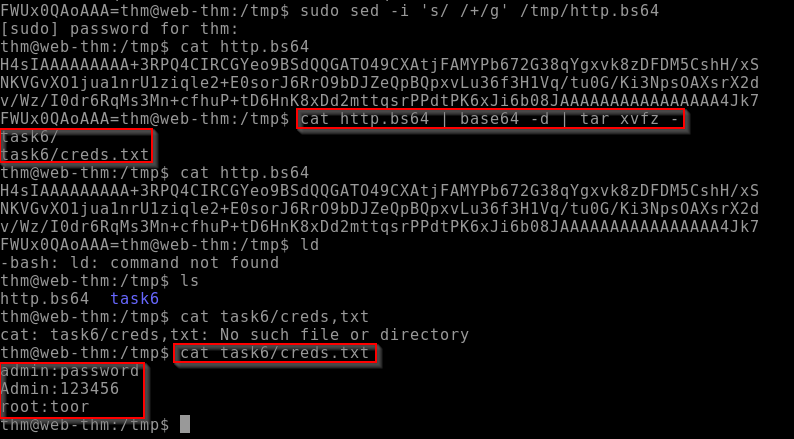 FWUx0QAoAAA=thm@web-thm:/tmp$ sudo sed -i 's/ /+/g' /tmp/http.bs64
[sudo] password for thm:
thm@web-thm:/tmp$ cat http.bs64
H4sIAAAAAAAAA+3RPQ4CIRCGYeo9BSdQQGATO49CXAtjFAMYPb672G38qYgxvk8zDFDM5CshH/xS
NKVGvXO1jua1nrU1ziqle2+E0sorJ6RrO9bDJZeQpBQpxvLu36f3H1Vq/tu0G/Ki3NpsOAXsrX2d
v/Wz/I0dr6RqMs3Mn+cfhuP+tD6HnK8xDd2mttqsrPPdtPK6xJi6b08JAAAAAAAAAAAAAAAA4Jk7
FWUx0QAoAAA=thm@web-thm:/tmp$ cat http.bs64 | base64 -d | tar xvfz -
task6/
task6/creds.txt
thm@web-thm:/tmp$ cat http.bs64
H4sIAAAAAAAAA+3RPQ4CIRCGYeo9BSdQQGATO49CXAtjFAMYPb672G38qYgxvk8zDFDM5CshH/xS
NKVGvXO1jua1nrU1ziqle2+E0sorJ6RrO9bDJZeQpBQpxvLu36f3H1Vq/tu0G/Ki3NpsOAXsrX2d
v/Wz/I0dr6RqMs3Mn+cfhuP+tD6HnK8xDd2mttqsrPPdtPK6xJi6b08JAAAAAAAAAAAAAAAA4Jk7
FWUx0QAoAAA=thm@web-thm:/tmp$ ld
-bash: ld: command not found
thm@web-thm:/tmp$ ls
http.bs64  task6
thm@web-thm:/tmp$ cat task6/creds,txt
cat: task6/creds,txt: No such file or directory
thm@web-thm:/tmp$ cat task6/creds.txt
admin:password
Admin:123456
root:toor
thm@web-thm:/tmp$